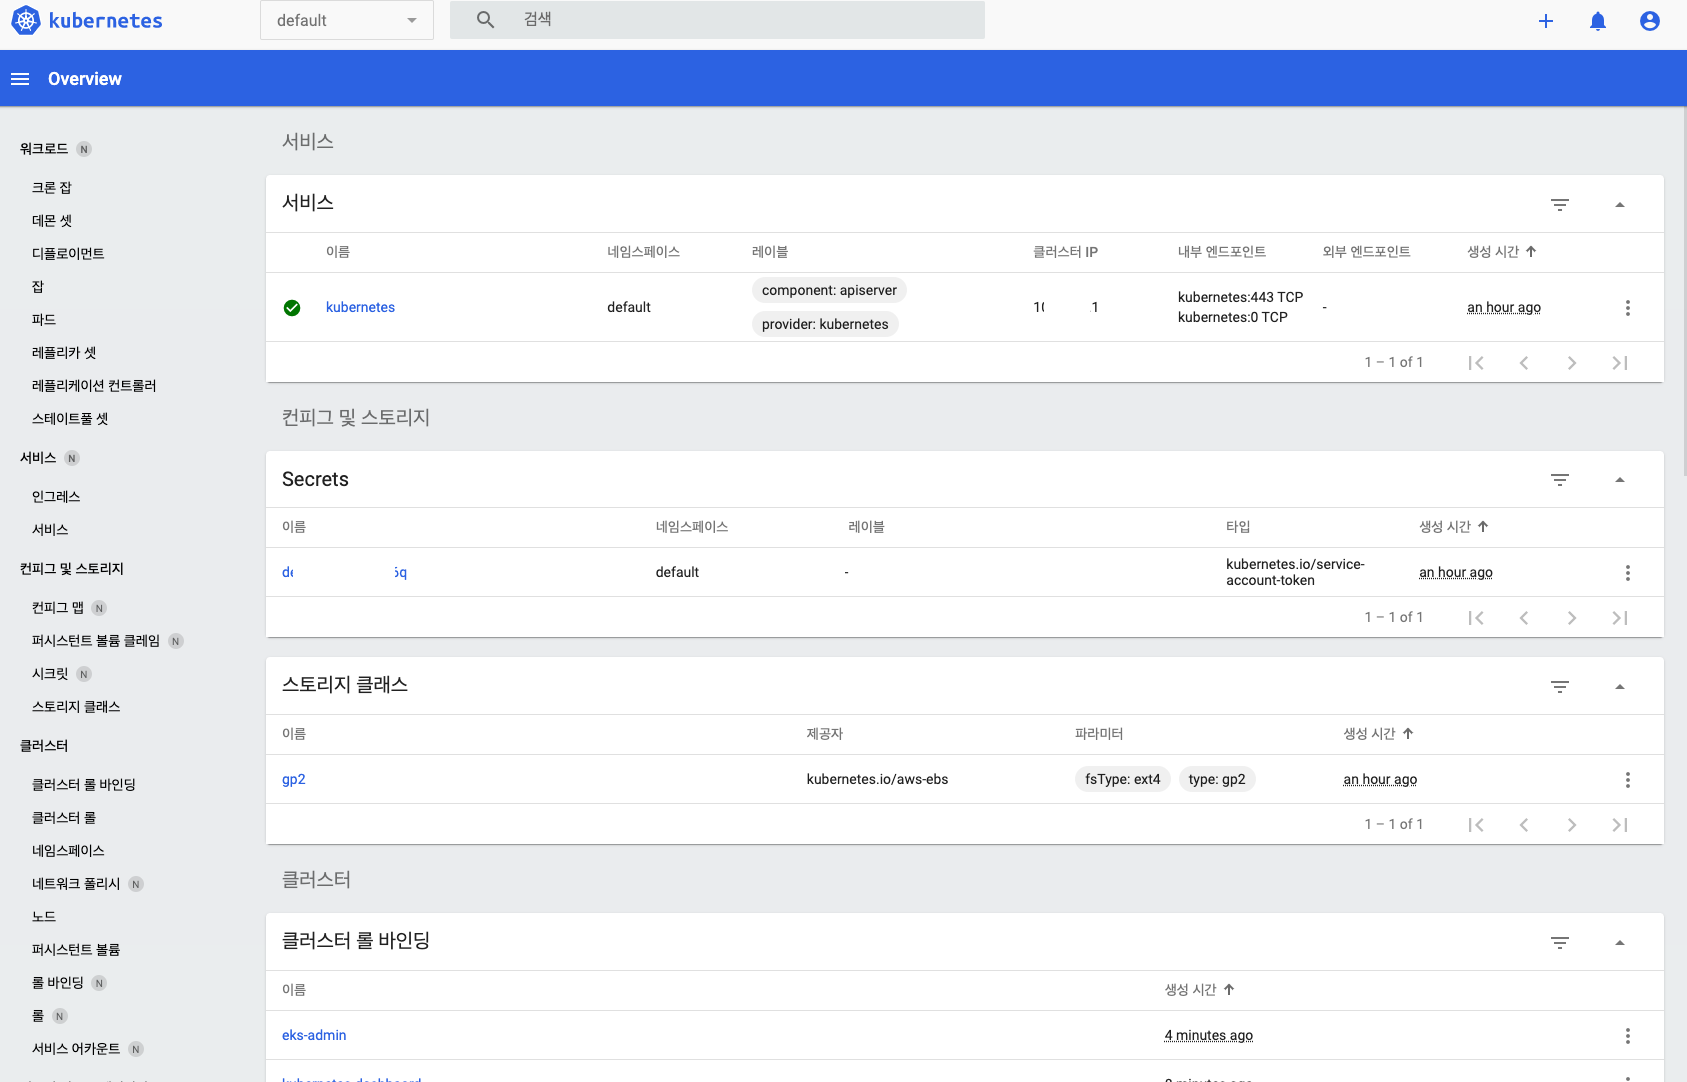 kubernetes
default
검색
Overview
워크로드 N
크론 잡
데몬 셋
디플로이먼트
잡
파드
레플리카 셋
레플리케이션 컨트롤러
스테이트풀 셋
서비스 N
인그레스
서비스
컨피그 및 스토리지
컨피그 맵 N
퍼시스턴트 볼륨 클레임 N
시크릿 N
스토리지 클래스
클러스터
클러스터 롤 바인딩
클러스터 롤
네임스페이스
네트워크 폴리시 N
노드
퍼시스턴트 볼륨
롤 바인딩 N
롤 N
서비스 어카운트 N
서비스
서비스
이름 네임스페이스 레이블 클러스터 IP 내부 엔드포인트 외부 엔드포인트 생성 시간
kubernetes default component: apiserver provider: kubernetes 10 .1 kubernetes:443 TCP - an hour ago
kubernetes:0 TCP
1 – 1 of 1
컨피그 및 스토리지
Secrets
이름 네임스페이스 레이블 타입 생성 시간
default - kubernetes.io/service- an hour ago
account-token
1 – 1 of 1
스토리지 클래스
이름 제공자 파라미터 생성 시간
gp2 kubernetes.io/aws-ebs fsType: ext4 type: gp2 an hour ago
1 – 1 of 1
클러스터
클러스터 롤 바인딩
이름 생성 시간
eks-admin 4 minutes ago